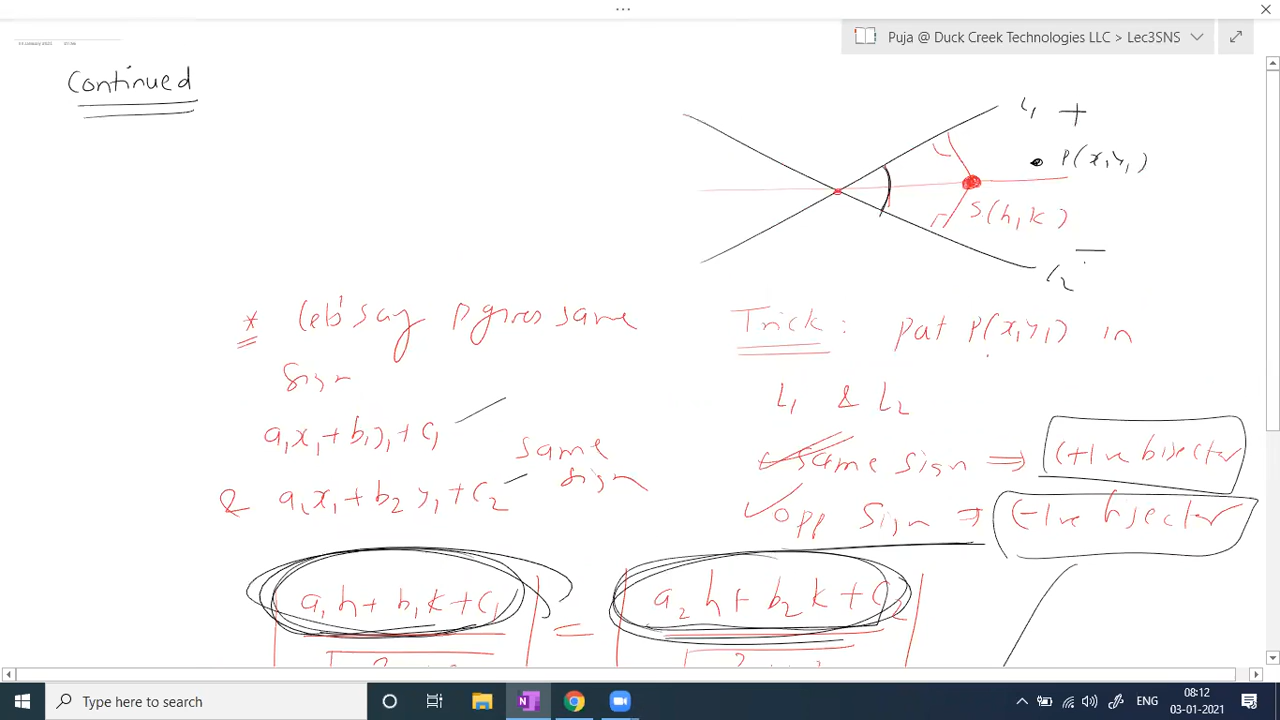 Puja @ Duck Creek Technologies LLC > Lec3SNS
Continued
L1 +
P(x1,y1)
S(h,k)
L2 -
* let's say P gives same
sign
a1x1+b1y1+c1
same
sign
& a1x1+b2y1+c2
Trick: put P(x1,y1) in
L1 & L2
same sign ⇒ (+)ve bisector
opp sign ⇒ (-)ve bisector
|a1h+b1k+c1| = |a2h+b2k+c2|
Type here to search
ENG
08:12
03-01-2021